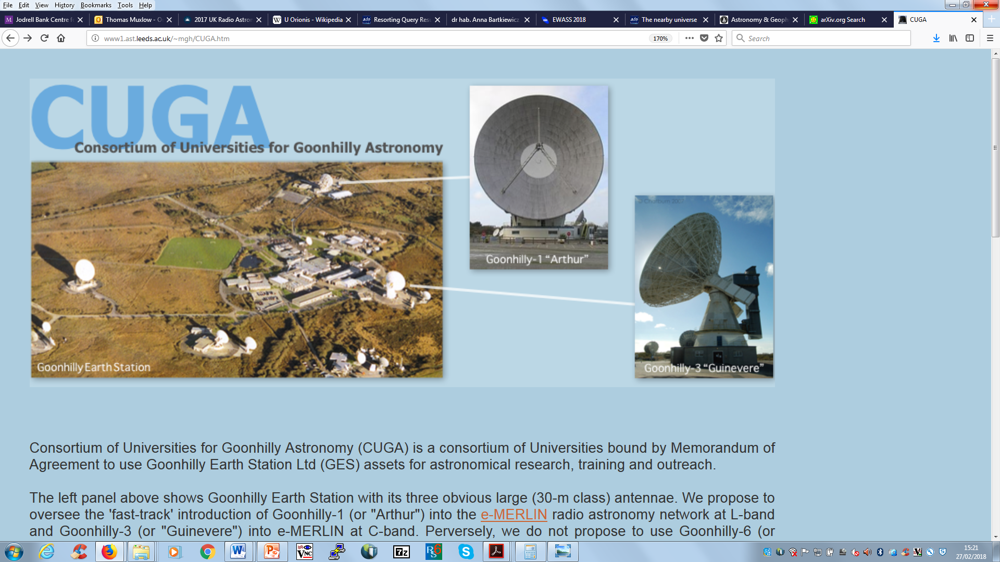 File Edit View History Bookmarks Tools Help
Jodrell Bank Centre f
Thomas Muxlow - O
2017 UK Radio Astron
U Orionis - Wikipedia
Resorting Query Res
dr hab. Anna Bartkiewicz
EWASS 2018
The nearby universe
Astronomy & Geoph
arXiv.org Search
CUGA
www1.ast.leeds.ac.uk/~mgh/CUGA.htm
170%
Search
CUGA
Consortium of Universities for Goonhilly Astronomy
Goonhilly-1 “Arthur”
Goonhilly Earth Station
Goonhilly-3 “Guinevere”
Consortium of Universities for Goonhilly Astronomy (CUGA) is a consortium of Universities bound by Memorandum of
Agreement to use Goonhilly Earth Station Ltd (GES) assets for astronomical research, training and outreach.
The left panel above shows Goonhilly Earth Station with its three obvious large (30-m class) antennae. We propose to
oversee the 'fast-track' introduction of Goonhilly-1 (or "Arthur") into the e-MERLIN radio astronomy network at L-band
and Goonhilly-3 (or "Guinevere") into e-MERLIN at C-band. Perversely, we do not propose to use Goonhilly-6 (or
VNC
7z
15:21
27/02/2018